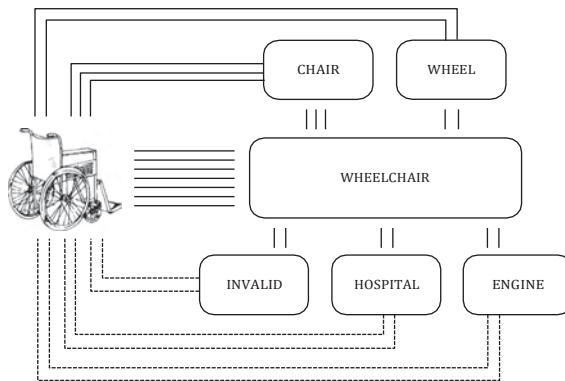 CHAIR
WHEEL
WHEELCHAIR
INVALID
HOSPITAL
ENGINE